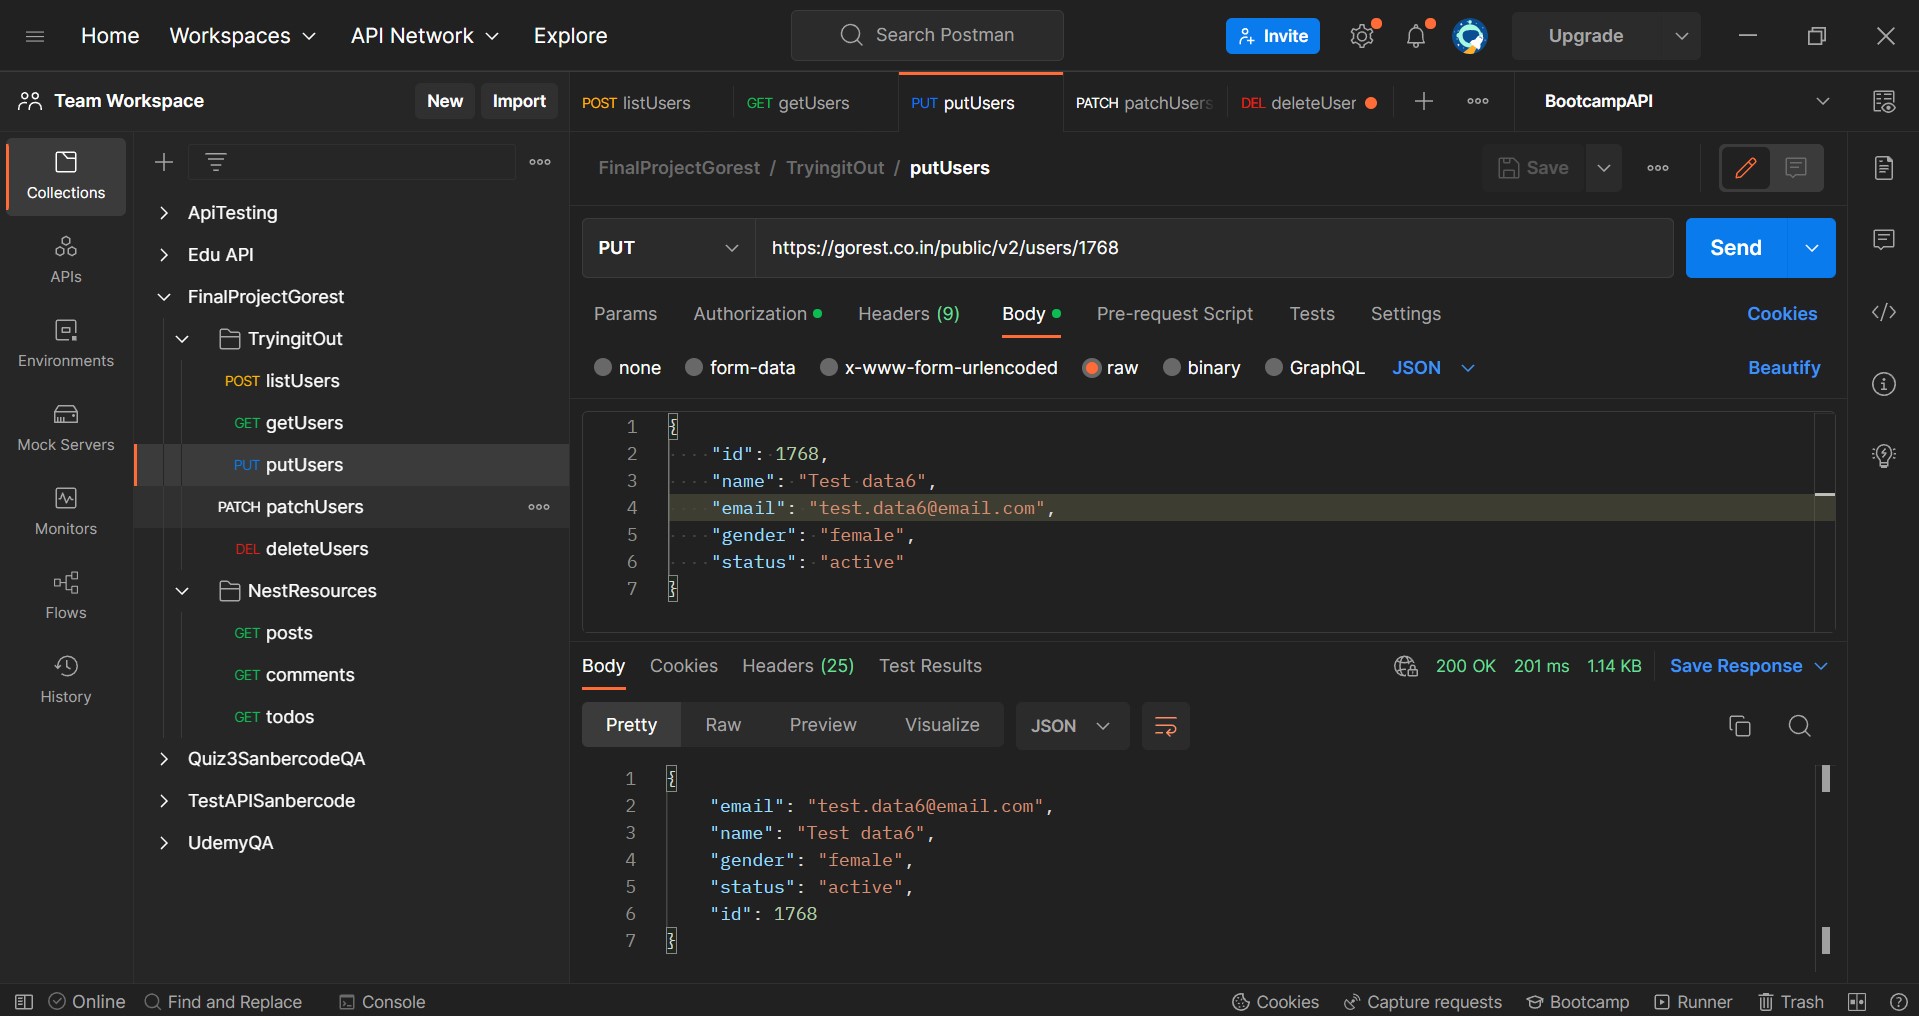 Home Workspaces API Network Explore Search Postman Invite Upgrade
Team Workspace New Import
POST listUsers GET getUsers PUT putUsers PATCH patchUsers DEL deleteUser BootcampAPI
Collections
APIs
Environments
Mock Servers
Monitors
Flows
History
ApiTesting
Edu API
FinalProjectGorest
TryingitOut
POST listUsers
GET getUsers
PUT putUsers
PATCH patchUsers
DEL deleteUsers
NestResources
GET posts
GET comments
GET todos
Quiz3SanbercodeQA
TestAPISanbercode
UdemyQA
FinalProjectGorest / TryingitOut / putUsers Save
PUT https://gorest.co.in/public/v2/users/1768 Send
Params Authorization Headers (9) Body Pre-request Script Tests Settings Cookies
none form-data x-www-form-urlencoded raw binary GraphQL JSON Beautify
1 {
2 "id": 1768,
3 "name": "Test data6",
4 "email": "test.data6@email.com",
5 "gender": "female",
6 "status": "active"
7 }
Body Cookies Headers (25) Test Results 200 OK 201 ms 1.14 KB Save Response
Pretty Raw Preview Visualize JSON
1 {
2 "email": "test.data6@email.com",
3 "name": "Test data6",
4 "gender": "female",
5 "status": "active",
6 "id": 1768
7 }
Online Find and Replace Console Cookies Capture requests Bootcamp Runner Trash